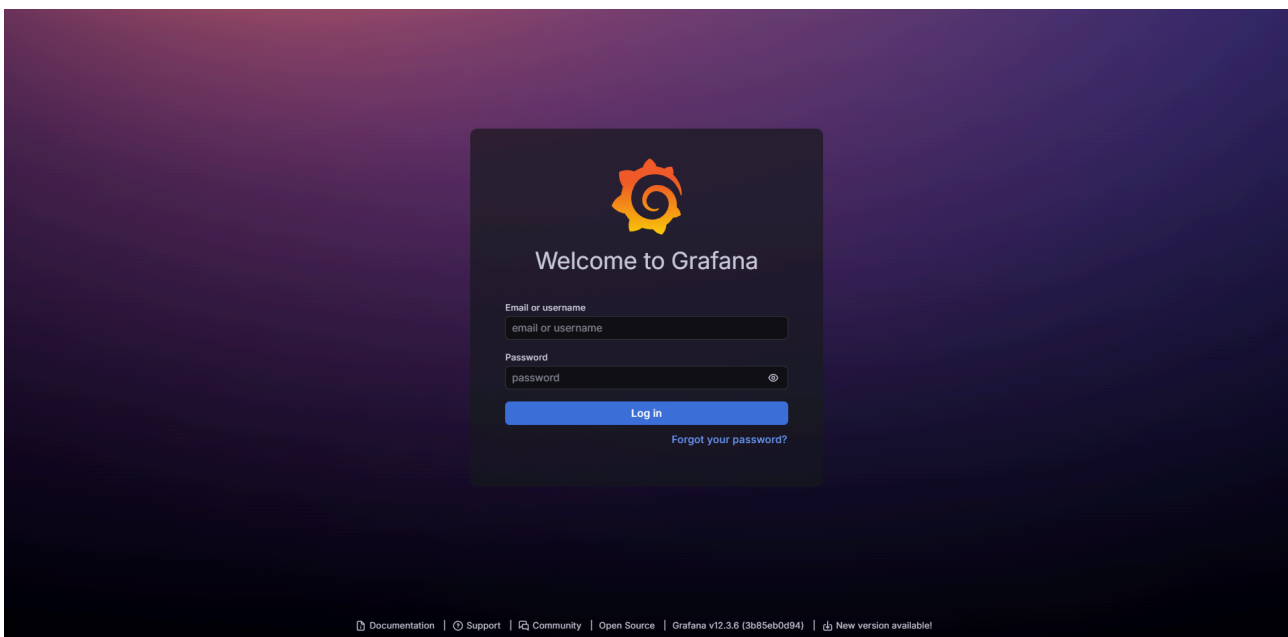 Welcome to Grafana
Email or username
email or username
Password
password
Log in
Forgot your password?
Documentation | Support | Community | Open Source | Grafana v12.3.6 (3b85eb0d94) | New version available!